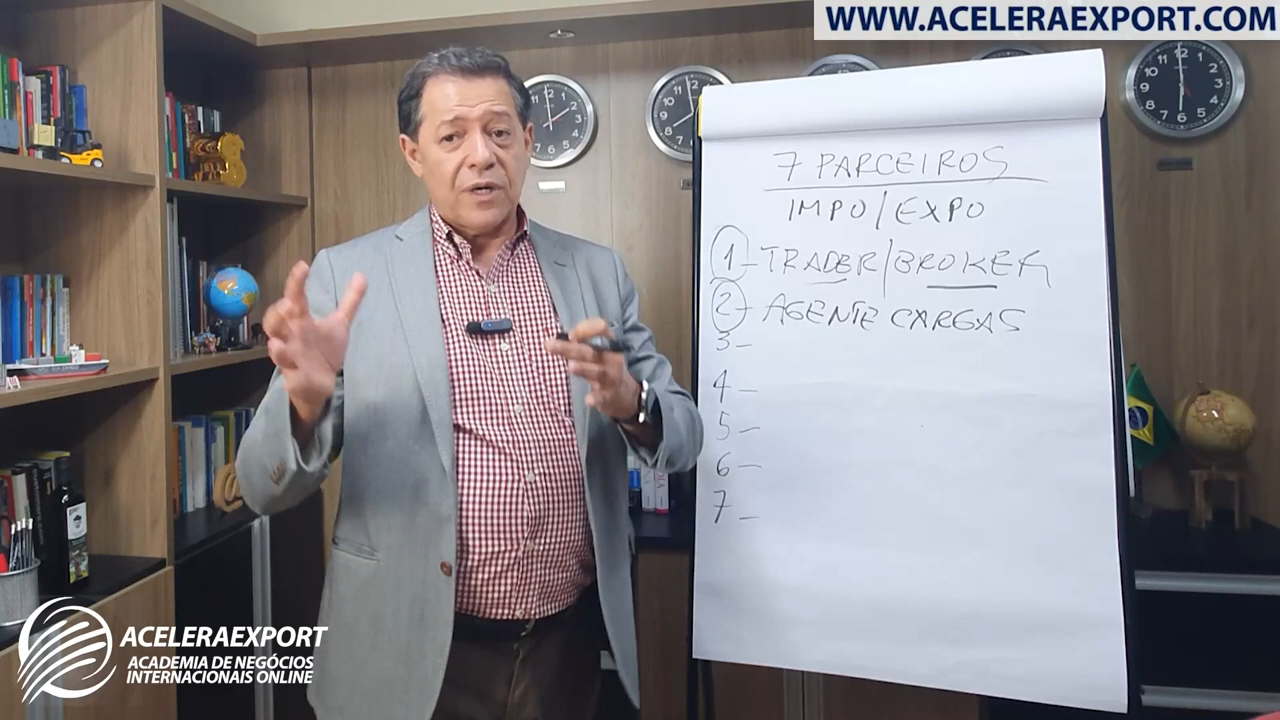 WWW.ACELERAEXPORT.COM
7 PARCEIROS
IMPO/EXPO
1 - TRADER/BROKER
2 - AGENTE CARGAS
3 -
4 -
5 -
6 -
7 -
ACELERAEXPORT
ACADEMIA DE NEGÓCIOS
INTERNACIONAIS ONLINE